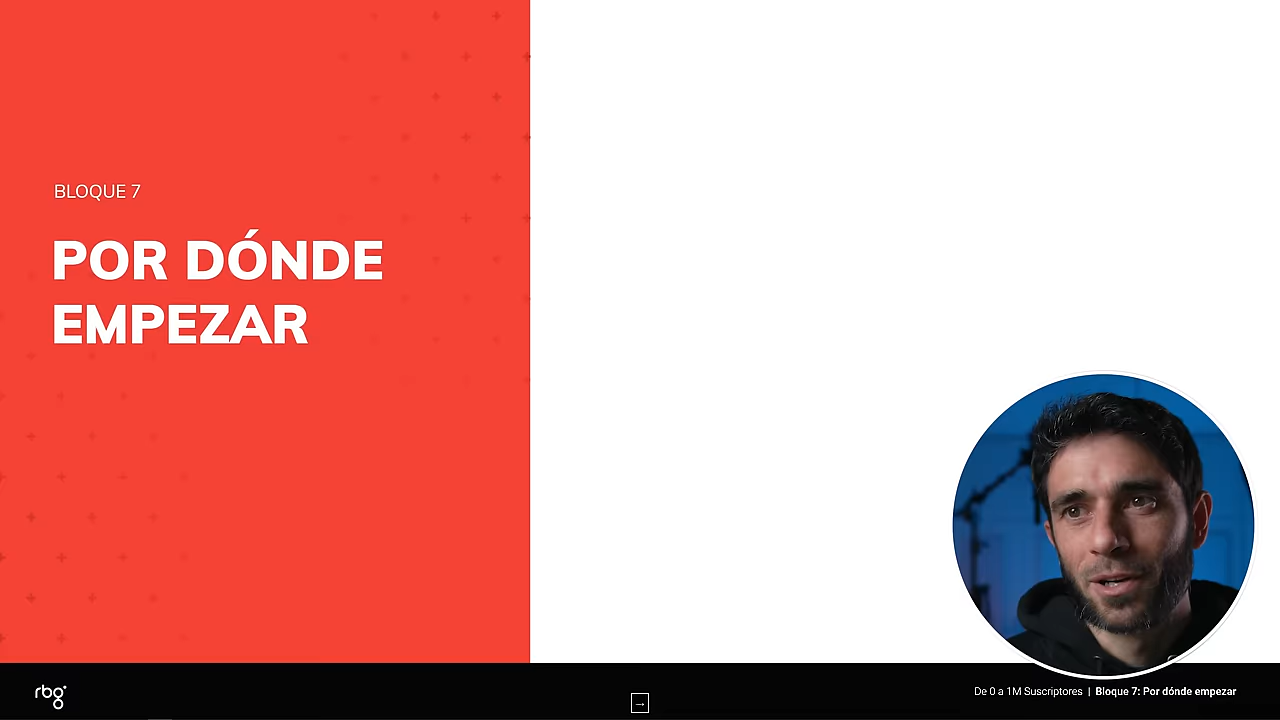 BLOQUE 7
POR DÓNDE
EMPEZAR
rbg
→
De 0 a 1M Suscriptores | Bloque 7: Por dónde empezar